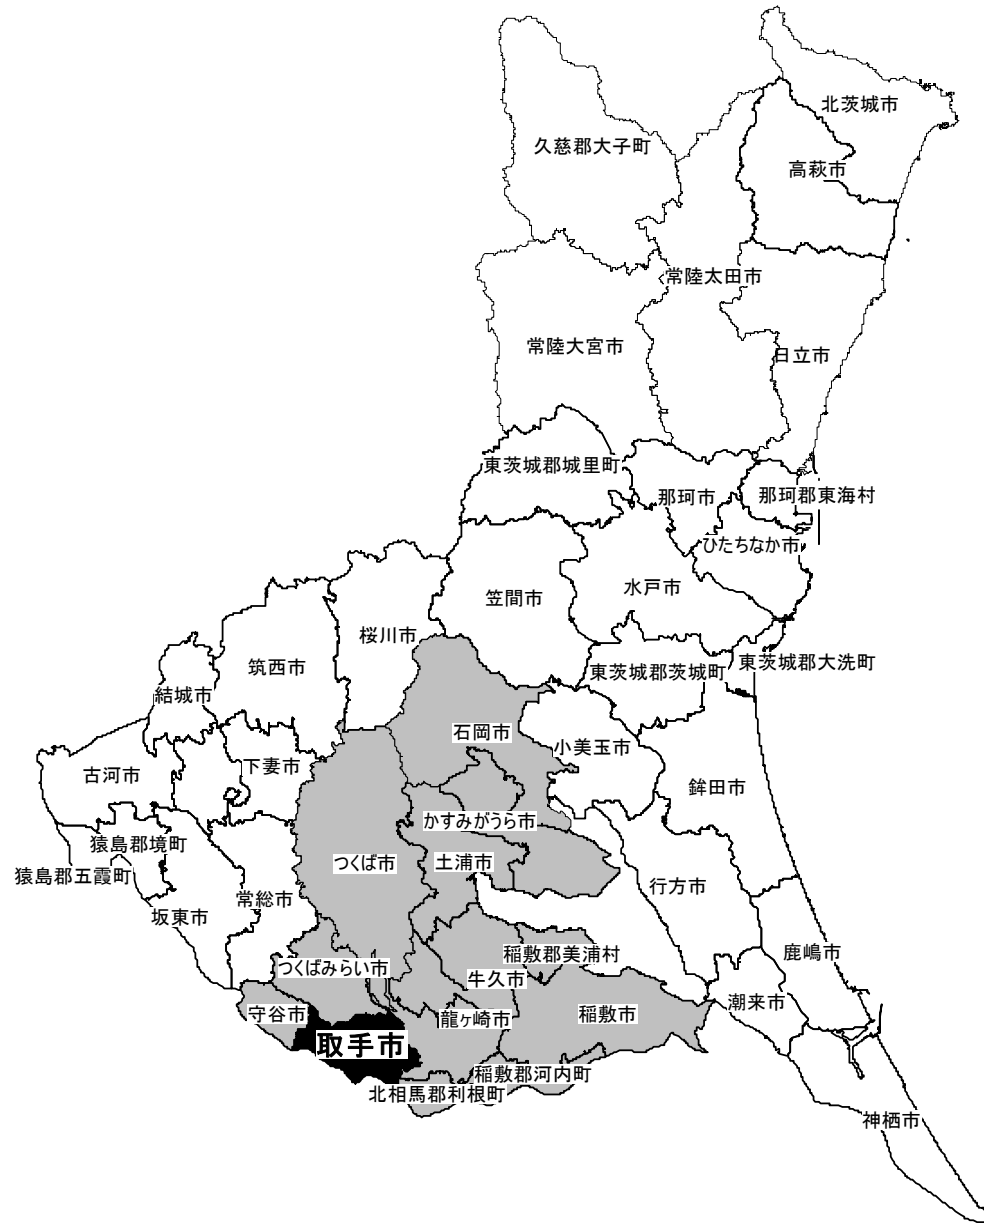 北茨城市
久慈郡大子町
高萩市
常陸太田市
常陸大宮市
日立市
東茨城郡城里町
那珂市
那珂郡東海村
ひたちなか市
水戸市
笠間市
桜川市
筑西市
東茨城郡茨城町
東茨城郡大洗町
結城市
石岡市
小美玉市
下妻市
古河市
鉾田市
かすみがうら市
猿島郡境町
つくば市
土浦市
猿島郡五霞町
行方市
常総市
坂東市
稲敷郡美浦村
鹿嶋市
つくばみらい市
牛久市
潮来市
守谷市
龍ヶ崎市
稲敷市
取手市
稲敷郡河内町
北相馬郡利根町
神栖市